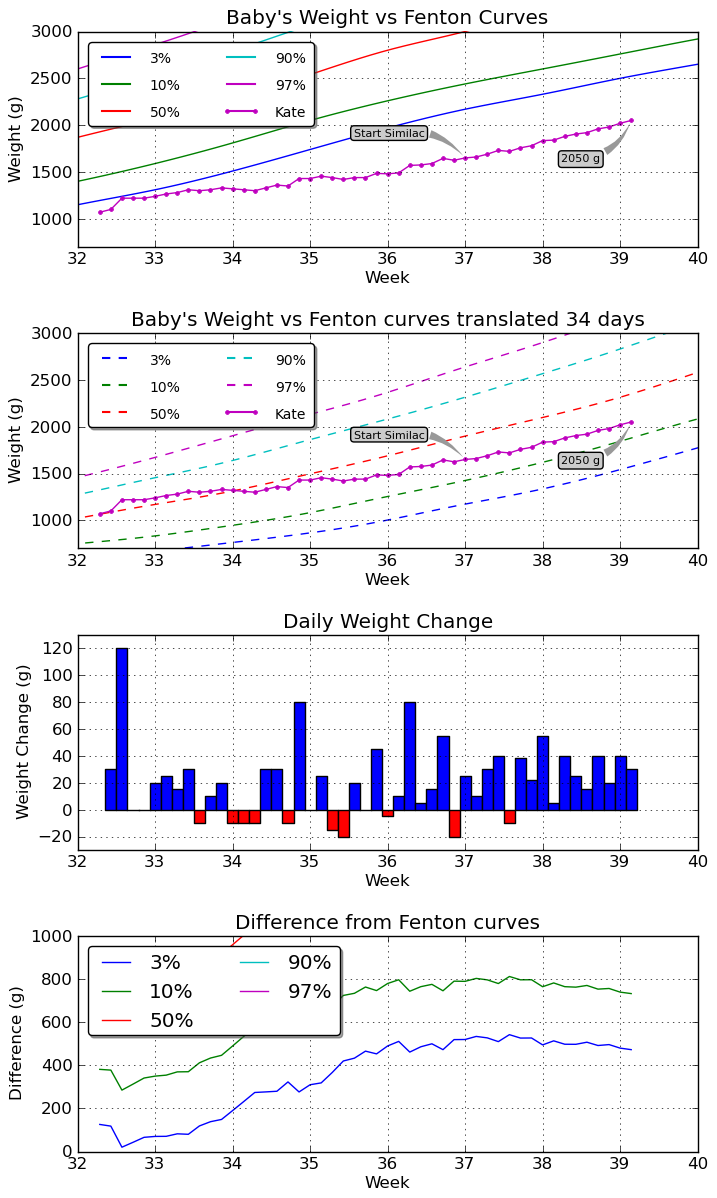 Baby's Weight vs Fenton Curves
Weight (g)
3000
2500
2000
1500
1000
3% 90%
10% 97%
50% Kate
Start Similac
2050 g
32 33 34 35 36 37 38 39 40
Week
Baby's Weight vs Fenton curves translated 34 days
Weight (g)
3000
2500
2000
1500
1000
3% 90%
10% 97%
50% Kate
Start Similac
2050 g
32 33 34 35 36 37 38 39 40
Week
Daily Weight Change
Weight Change (g)
120
100
80
60
40
20
0
−20
32 33 34 35 36 37 38 39 40
Week
Difference from Fenton curves
Difference (g)
1000
800
600
400
200
0
3% 90%
10% 97%
50%
32 33 34 35 36 37 38 39 40
Week